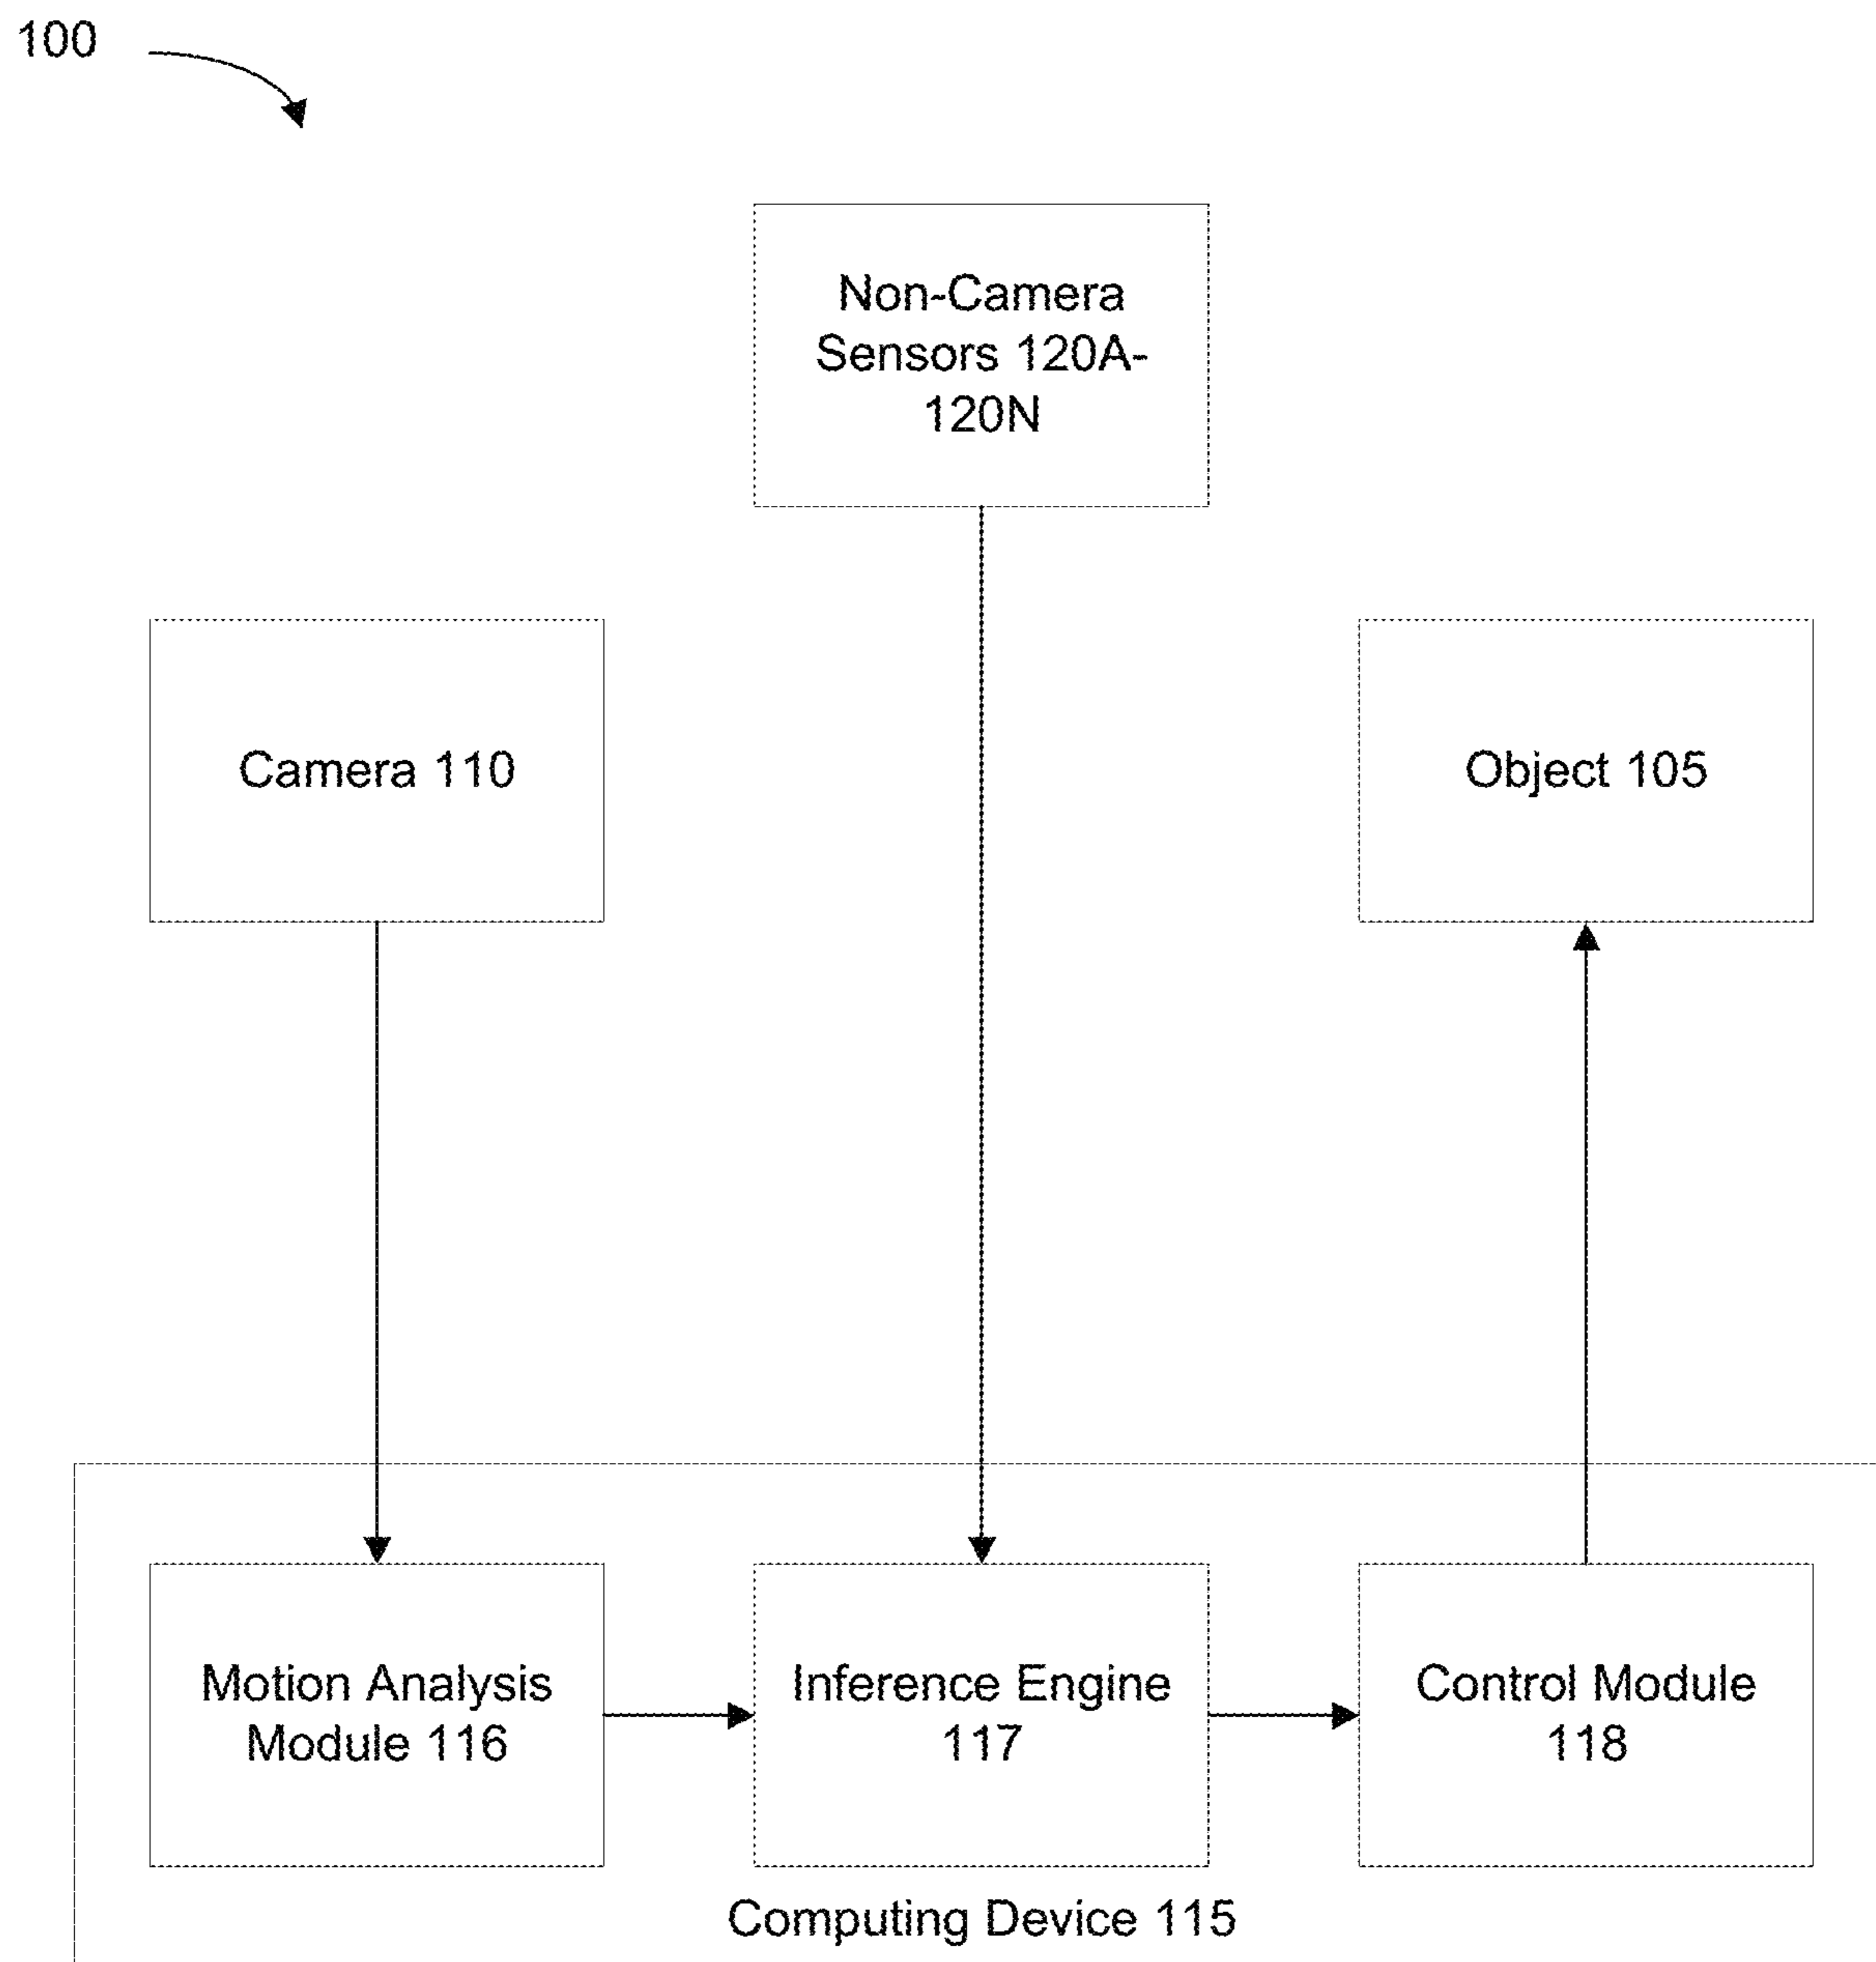 100
Non-Camera
Sensors 120A-
120N
Camera 110
Object 105
Motion Analysis
Module 116
Inference Engine
117
Control Module
118
Computing Device 115